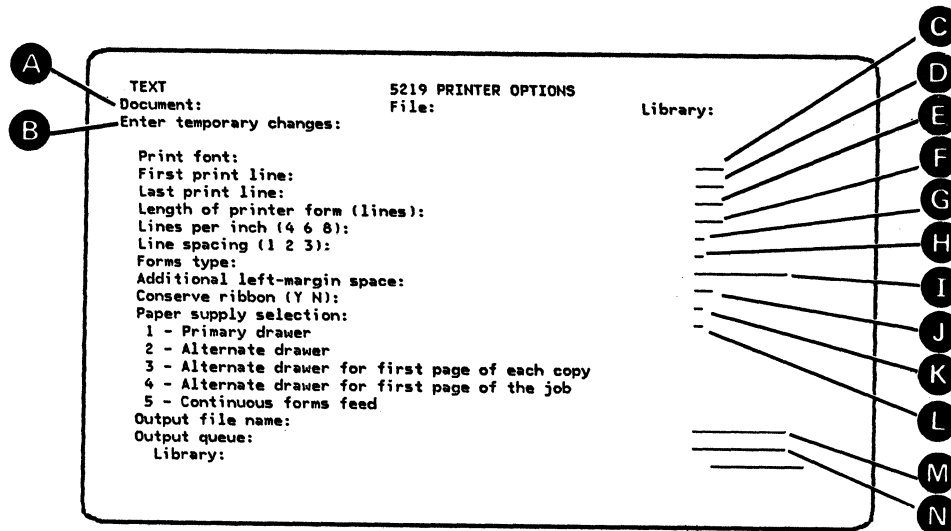 TEXT 5219 PRINTER OPTIONS
Document: File: Library:
Enter temporary changes:
Print font:
First print line:
Last print line:
Length of printer form (lines):
Lines per inch (4 6 8):
Line spacing (1 2 3):
Forms type:
Additional left-margin space:
Conserve ribbon (Y N):
Paper supply selection:
1 - Primary drawer
2 - Alternate drawer
3 - Alternate drawer for first page of each copy
4 - Alternate drawer for first page of the job
5 - Continuous forms feed
Output file name:
Output queue:
Library:
A
B
C
D
E
F
G
H
I
J
K
L
M
N